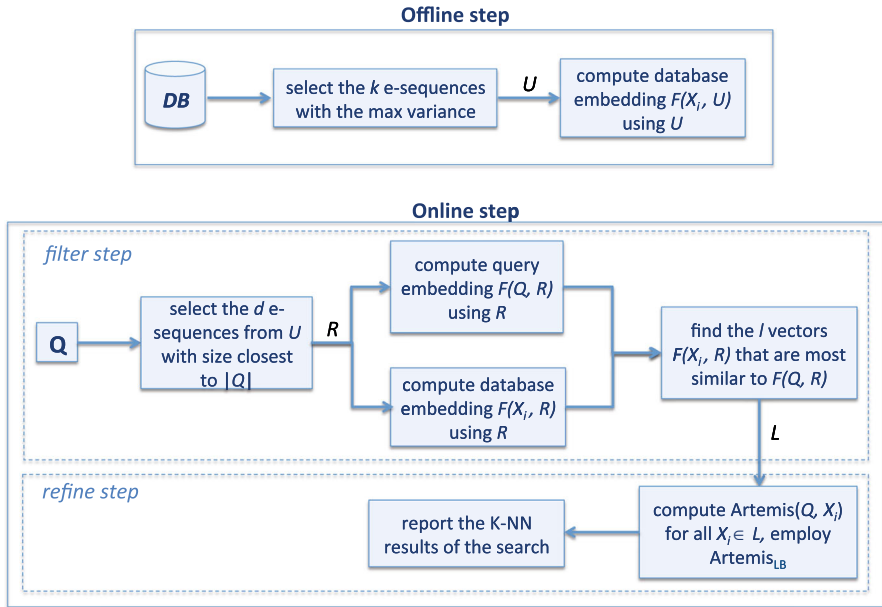 Offline step
DB
select the k e-sequences
with the max variance
U
compute database
embedding F(Xi , U)
using U
Online step
filter step
Q
select the d e-
sequences from U
with size closest
to |Q|
R
compute query
embedding F(Q, R)
using R
compute database
embedding F(Xi , R)
using R
find the l vectors
F(Xi , R) that are most
similar to F(Q, R)
L
refine step
compute Artemis(Q, Xi)
for all Xi ∈ L, employ
ArtemisLB
report the K-NN
results of the search